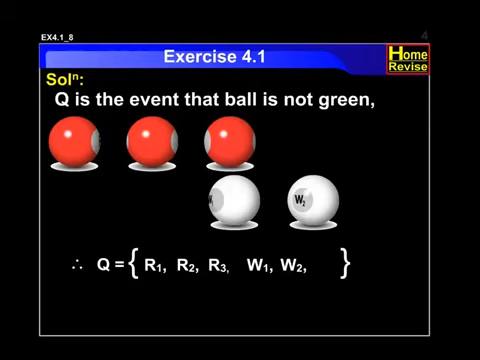 EX4.1_8
4
Exercise 4.1
Home
Revise
Solⁿ:
Q is the event that ball is not green,
W₂
∴ Q = { R₁, R₂, R₃, W₁, W₂, }